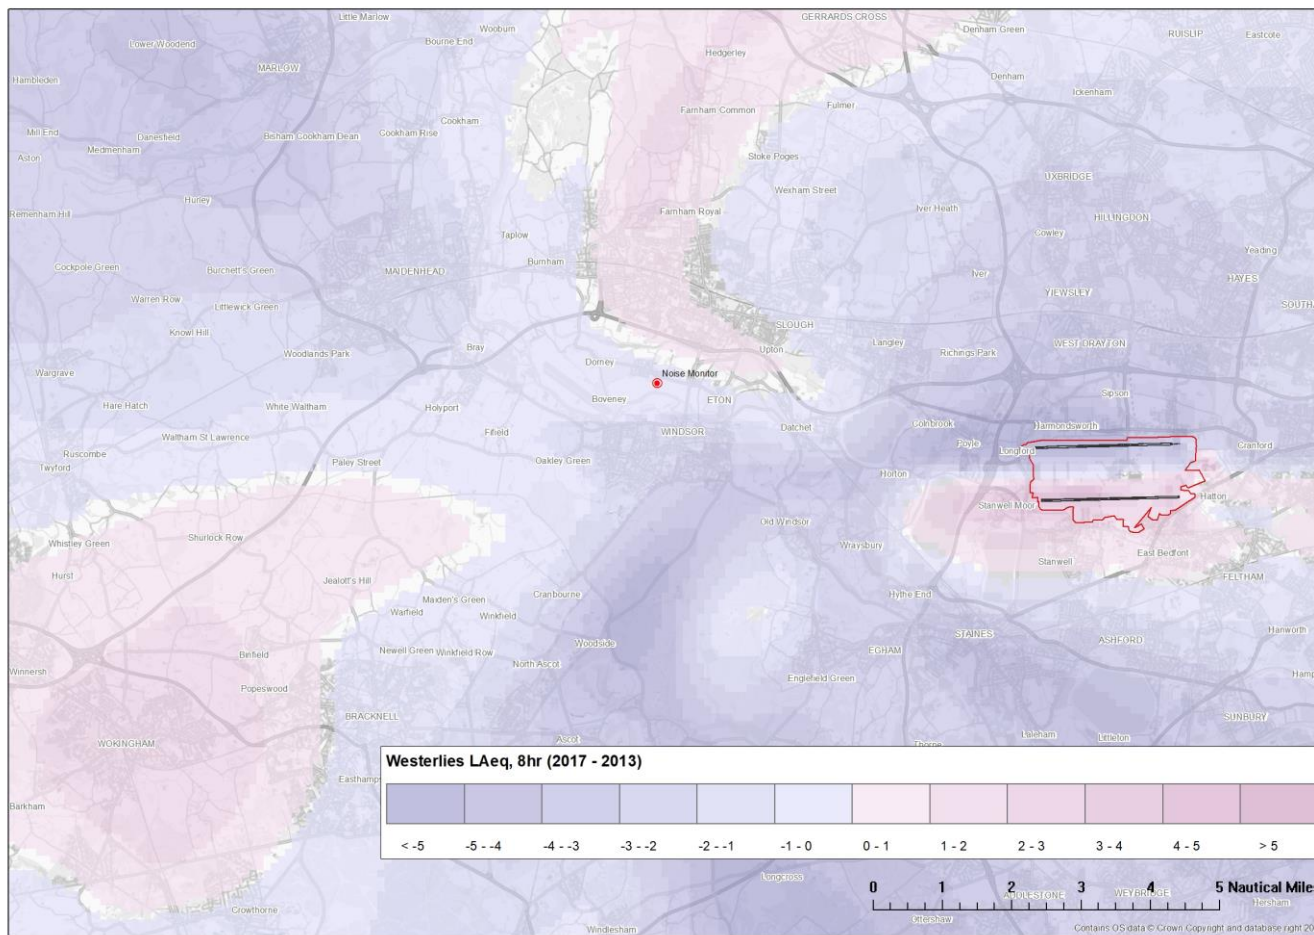 Little Marlow
Wooburn
GERRARDS CROSS
Denham Green
RUISLIP
Eastcote
Lower Woodend
Bourne End
Hedgerley
MARLOW
Denham
Hambleden
Ickenham
Farnham Common
Fulmer
Cookham
Mill End
Danesfield
Bisham
Cookham Dean
Cookham Rise
Medmenham
Aston
Stoke Poges
UXBRIDGE
Wexham Street
Hurley
Remenham Hill
Farnham Royal
Iver Heath
HILLINGDON
Cowley
Taplow
Yeading
Burnham
Cockpole Green
Burchett's Green
MAIDENHEAD
Iver
HAYES
YIEWSLEY
Warren Row
Littlewick Green
Knowl Hill
SLOUGH
Langley
WEST DRAYTON
Bray
Upton
Richings Park
Woodlands Park
Dorney
Wargrave
Noise Monitor
Sipson
Boveney
ETON
Hare Hatch
White Waltham
Holyport
Colnbrook
Harmondsworth
Datchet
Fifield
WINDSOR
Waltham St Lawrence
Poyle
Longford
Cranford
Ruscombe
Twyford
Paley Street
Oakley Green
Horton
Hatton
Stanwell Moor
Old Windsor
Whistley Green
Shurlock Row
Wraysbury
East Bedfont
Stanwell
Hurst
Jealott's Hill
FELTHAM
Cranbourne
Hythe End
Maiden's Green
Warfield
Winkfield
Hanworth
STAINES
ASHFORD
Woodside
Newell Green
Winkfield Row
EGHAM
Binfield
North Ascot
Winnersh
Englefield Green
Popeswood
BRACKNELL
SUNBURY
Laleham
Littleton
WOKINGHAM
Ascot
Thorpe
Westerlies LAeq, 8hr (2017 - 2013)
Barkham
< -5
-5 - -4
-4 - -3
-3 - -2
-2 - -1
-1 - 0
0 - 1
1 - 2
2 - 3
3 - 4
4 - 5
> 5
Longcross
0 1 2 3 4 5 Nautical Miles
ADDLESTONE
WEYBRIDGE
Hersham
Crowthorne
Ottershaw
Windlesham
Contains OS data © Crown Copyright and database right